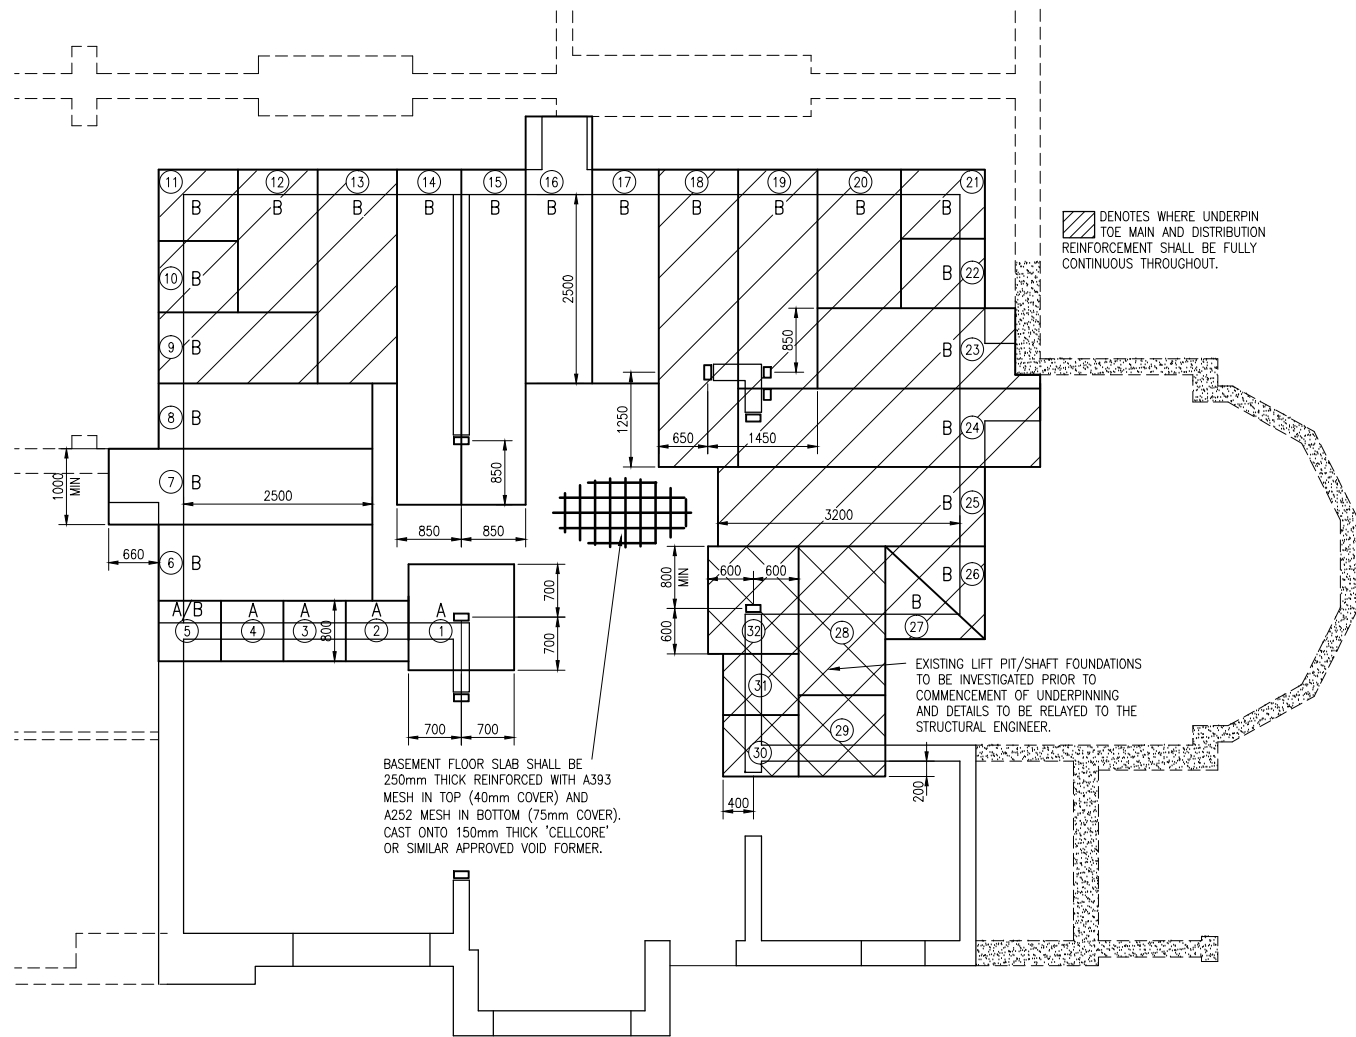 11
12
13
14
15
16
17
18
19
20
21
B
B
B
B
B
B
B
B
B
B
B
DENOTES WHERE UNDERPIN
TOE MAIN AND DISTRIBUTION
REINFORCEMENT SHALL BE FULLY
CONTINUOUS THROUGHOUT.
10
B
2500
B
22
9
B
850
B
23
8
B
1250
650
1450
B
24
7
B
1000
MIN
2500
850
850
850
3200
B
25
6
B
660
700
700
800
MIN
600
600
600
B
26
B
27
A/B
A
A
A
A
5
4
3
800
2
1
32
28
31
29
30
700
700
EXISTING LIFT PIT/SHAFT FOUNDATIONS
TO BE INVESTIGATED PRIOR TO
COMMENCEMENT OF UNDERPINNING
AND DETAILS TO BE RELAYED TO THE
STRUCTURAL ENGINEER.
BASEMENT FLOOR SLAB SHALL BE
250mm THICK REINFORCED WITH A393
MESH IN TOP (40mm COVER) AND
A252 MESH IN BOTTOM (75mm COVER).
CAST ONTO 150mm THICK 'CELLCORE'
OR SIMILAR APPROVED VOID FORMER.
400
200